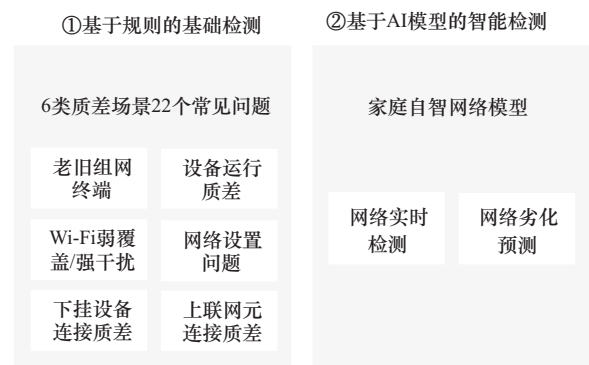 ①基于规则的基础检测
②基于AI模型的智能检测
6类质差场景22个常见问题
老旧组网
终端
设备运行
质差
Wi-Fi弱覆
盖/强干扰
网络设置
问题
下挂设备
连接质差
上联网元
连接质差
家庭自智网络模型
网络实时
检测
网络劣化
预测